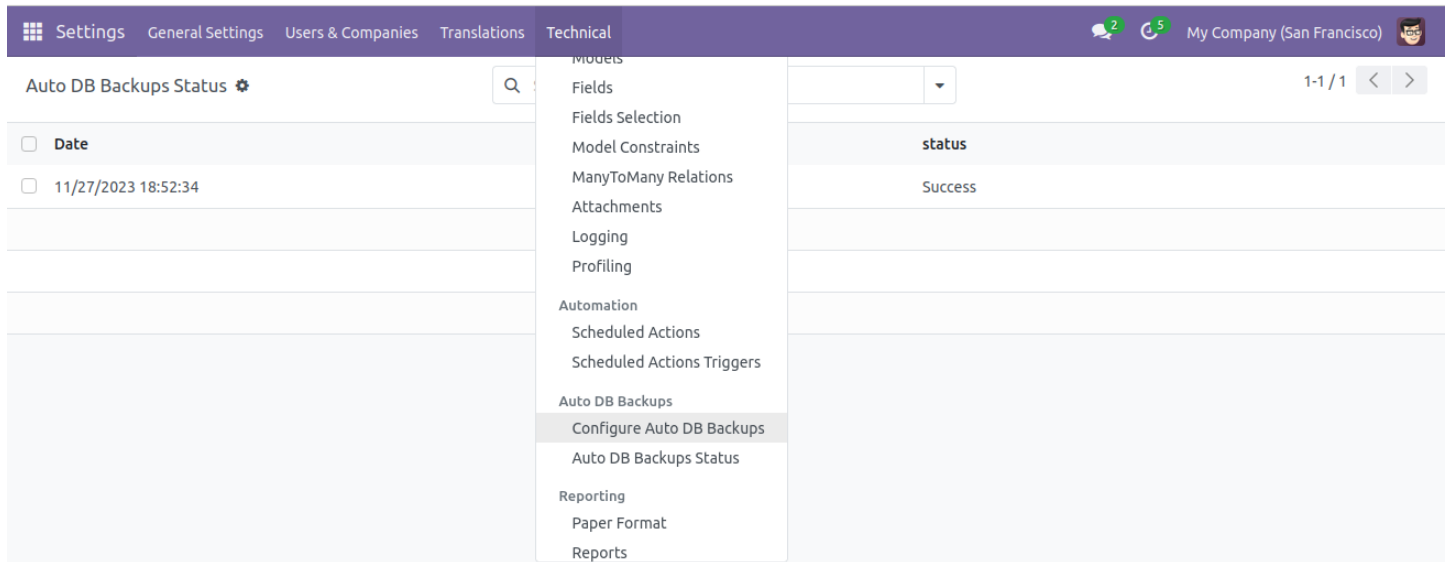 Settings General Settings Users & Companies Translations Technical 2 5 My Company (San Francisco)
Auto DB Backups Status 1-1 / 1
Date status
11/27/2023 18:52:34 Success
Models
Fields
Fields Selection
Model Constraints
ManyToMany Relations
Attachments
Logging
Profiling
Automation
Scheduled Actions
Scheduled Actions Triggers
Auto DB Backups
Configure Auto DB Backups
Auto DB Backups Status
Reporting
Paper Format
Reports